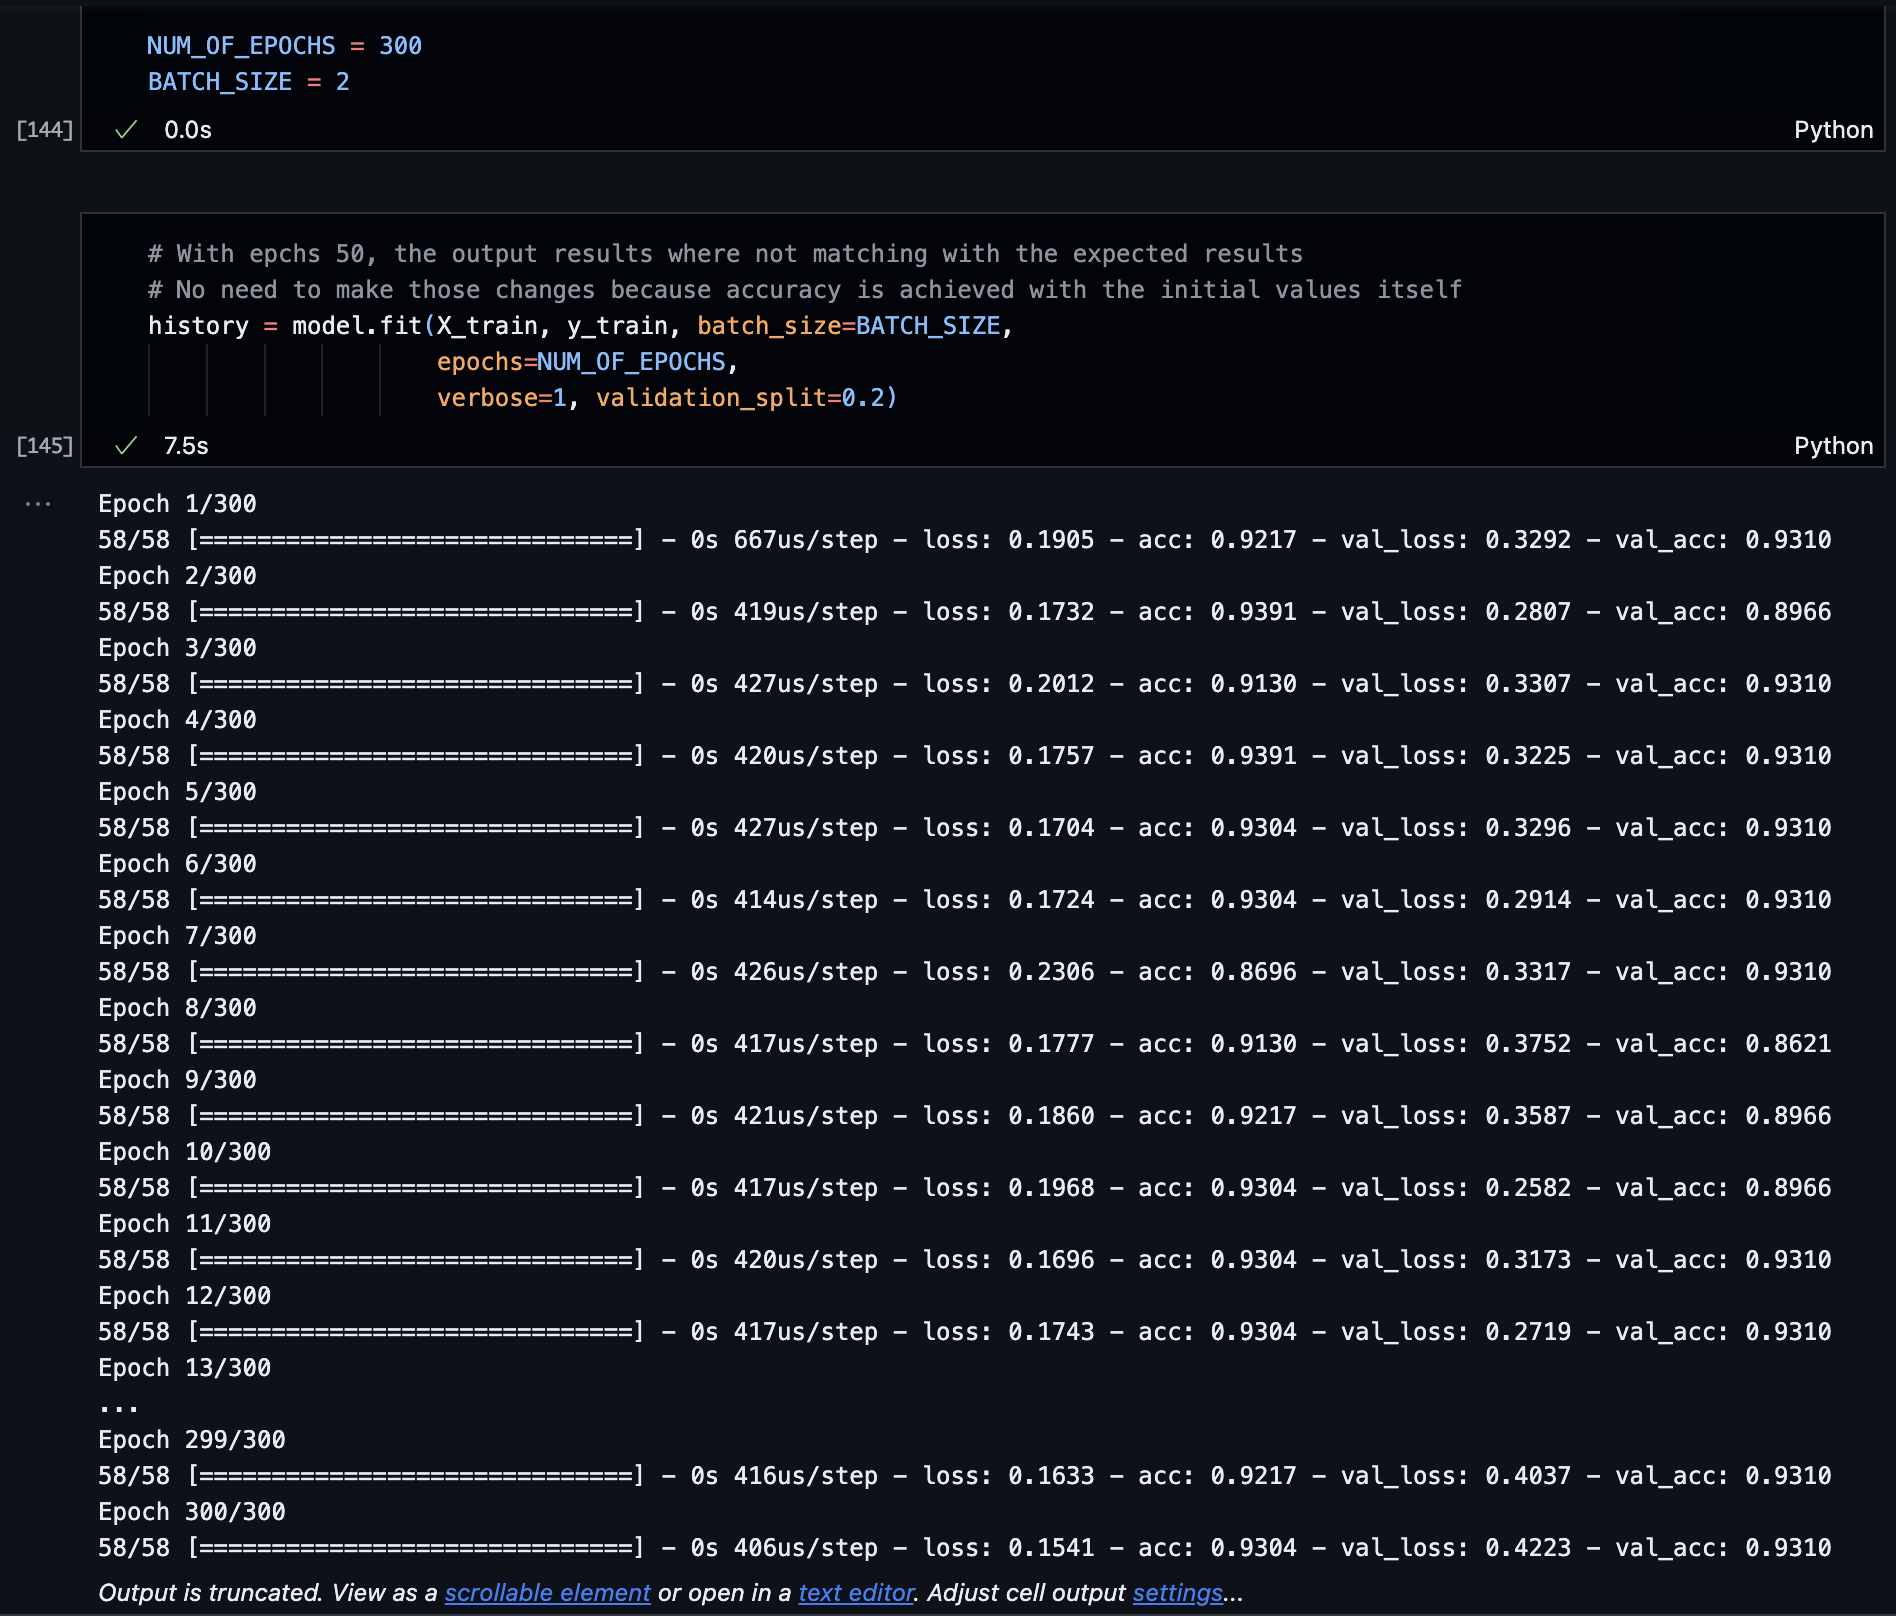 NUM_OF_EPOCHS = 300
BATCH_SIZE = 2
[144] ✓ 0.0s Python
# With epchs 50, the output results where not matching with the expected results
# No need to make those changes because accuracy is achieved with the initial values itself
history = model.fit(X_train, y_train, batch_size=BATCH_SIZE,
epochs=NUM_OF_EPOCHS,
verbose=1, validation_split=0.2)
[145] ✓ 7.5s Python
... Epoch 1/300
58/58 [==============================] - 0s 667us/step - loss: 0.1905 - acc: 0.9217 - val_loss: 0.3292 - val_acc: 0.9310
Epoch 2/300
58/58 [==============================] - 0s 419us/step - loss: 0.1732 - acc: 0.9391 - val_loss: 0.2807 - val_acc: 0.8966
Epoch 3/300
58/58 [==============================] - 0s 427us/step - loss: 0.2012 - acc: 0.9130 - val_loss: 0.3307 - val_acc: 0.9310
Epoch 4/300
58/58 [==============================] - 0s 420us/step - loss: 0.1757 - acc: 0.9391 - val_loss: 0.3225 - val_acc: 0.9310
Epoch 5/300
58/58 [==============================] - 0s 427us/step - loss: 0.1704 - acc: 0.9304 - val_loss: 0.3296 - val_acc: 0.9310
Epoch 6/300
58/58 [==============================] - 0s 414us/step - loss: 0.1724 - acc: 0.9304 - val_loss: 0.2914 - val_acc: 0.9310
Epoch 7/300
58/58 [==============================] - 0s 426us/step - loss: 0.2306 - acc: 0.8696 - val_loss: 0.3317 - val_acc: 0.9310
Epoch 8/300
58/58 [==============================] - 0s 417us/step - loss: 0.1777 - acc: 0.9130 - val_loss: 0.3752 - val_acc: 0.8621
Epoch 9/300
58/58 [==============================] - 0s 421us/step - loss: 0.1860 - acc: 0.9217 - val_loss: 0.3587 - val_acc: 0.8966
Epoch 10/300
58/58 [==============================] - 0s 417us/step - loss: 0.1968 - acc: 0.9304 - val_loss: 0.2582 - val_acc: 0.8966
Epoch 11/300
58/58 [==============================] - 0s 420us/step - loss: 0.1696 - acc: 0.9304 - val_loss: 0.3173 - val_acc: 0.9310
Epoch 12/300
58/58 [==============================] - 0s 417us/step - loss: 0.1743 - acc: 0.9304 - val_loss: 0.2719 - val_acc: 0.9310
Epoch 13/300
...
Epoch 299/300
58/58 [==============================] - 0s 416us/step - loss: 0.1633 - acc: 0.9217 - val_loss: 0.4037 - val_acc: 0.9310
Epoch 300/300
58/58 [==============================] - 0s 406us/step - loss: 0.1541 - acc: 0.9304 - val_loss: 0.4223 - val_acc: 0.9310
Output is truncated. View as a scrollable element or open in a text editor. Adjust cell output settings...